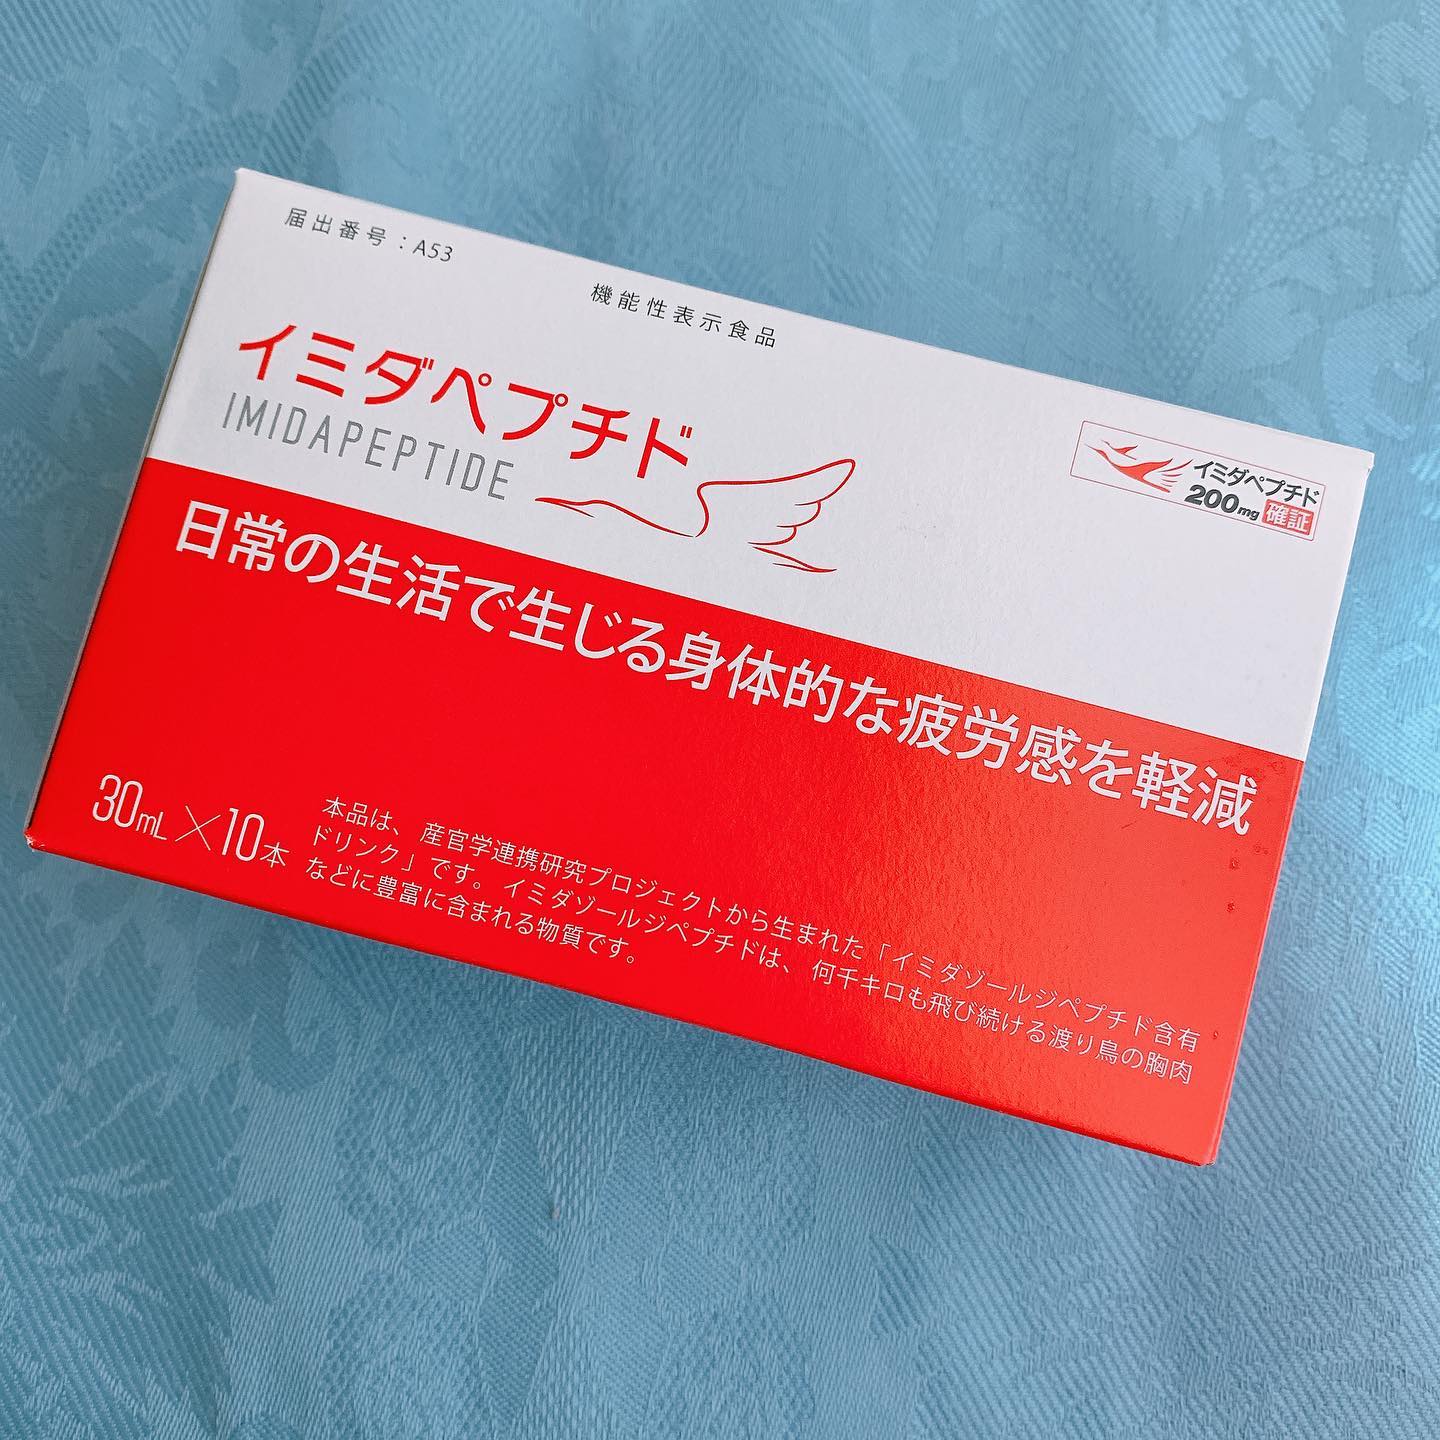 届出番号：A53
機能性表示食品
イミダペプチド
IMIDAPEPTIDE
イミダペプチド
200mg 確証
日常の生活で生じる身体的な疲労感を軽減
30mL×10本
本品は、産官学連携研究プロジェクトから生まれた「イミダゾールジペプチド含有
ドリンク」です。イミダゾールジペプチドは、何千キロも飛び続ける渡り鳥の胸肉
などに豊富に含まれる物質です。